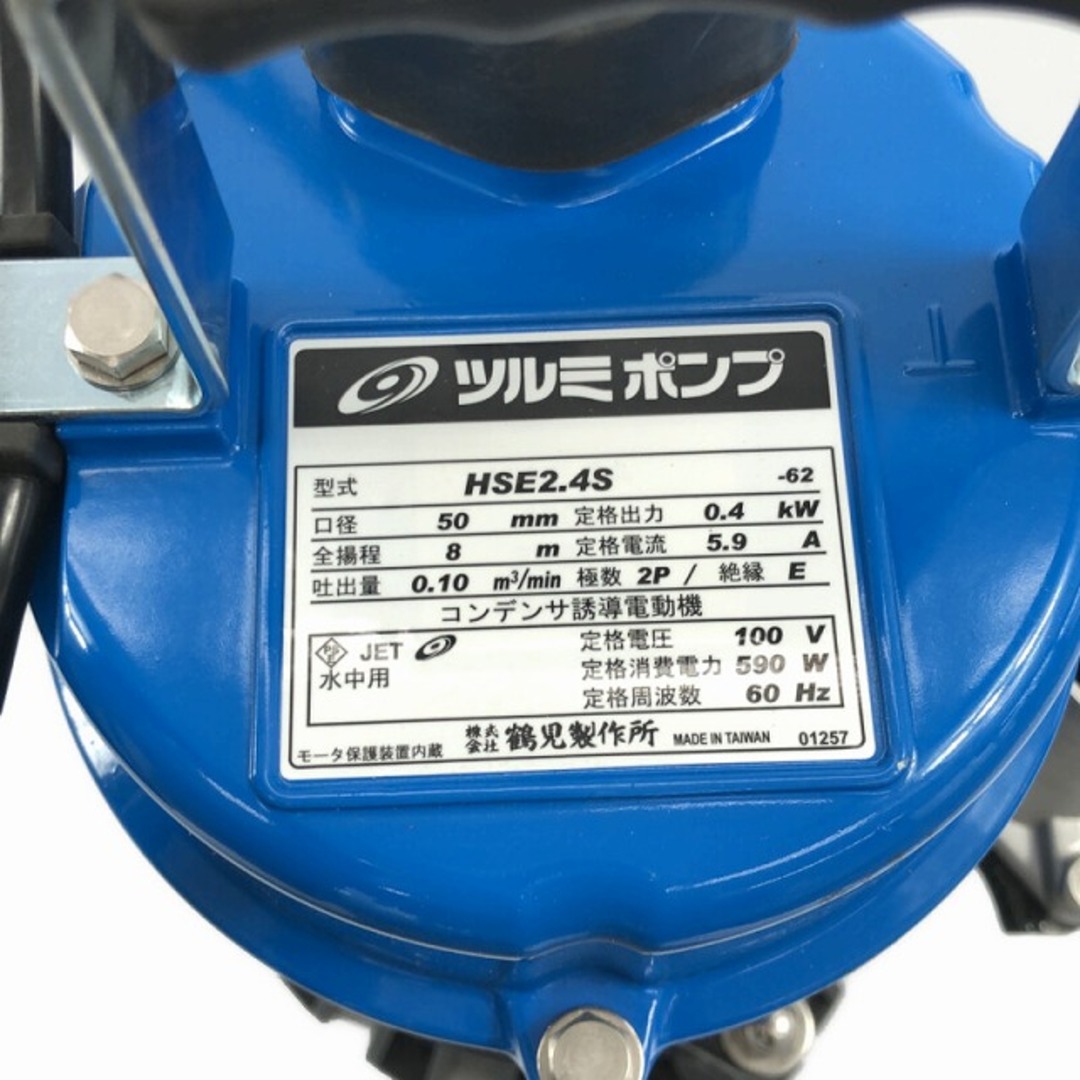 ツルミポンプ
型式 HSE2.4S -62
口径 50 mm 定格出力 0.4 kW
全揚程 8 m 定格電流 5.9 A
吐出量 0.10 m³/min 極数 2P / 絶縁 E
コンデンサ誘導電動機
PSE JET 定格電圧 100 V
水中用 定格消費電力 590 W
定格周波数 60 Hz
モータ保護装置内蔵 株式会社 鶴見製作所 MADE IN TAIWAN 01257